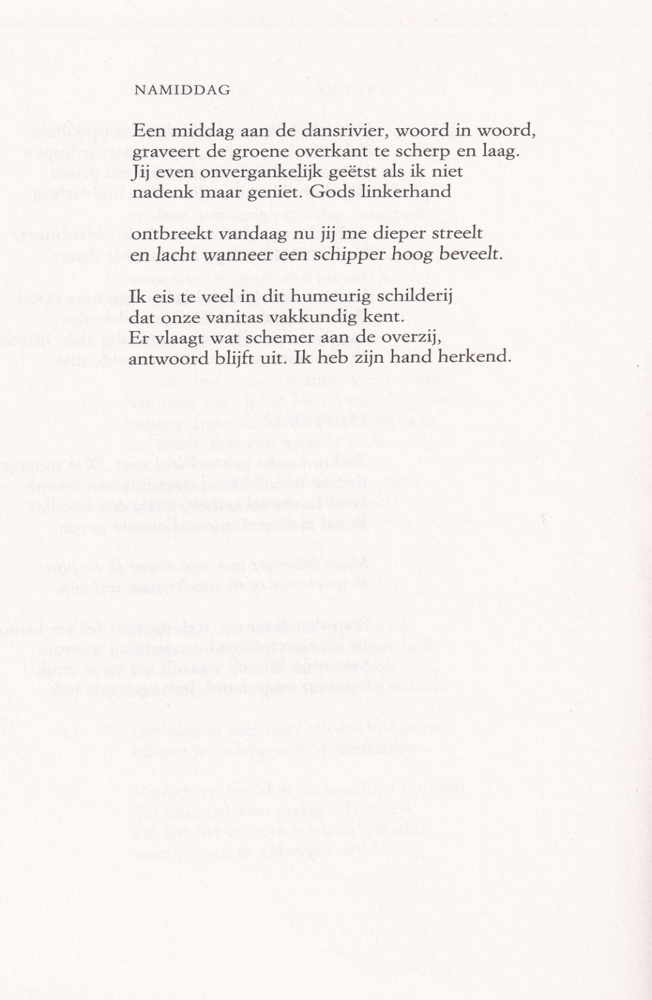 NAMIDDAG
Een middag aan de dansrivier, woord in woord,
graveert de groene overkant te scherp en laag.
Jij even onvergankelijk geëtst als ik niet
nadenk maar geniet. Gods linkerhand
ontbreekt vandaag nu jij me dieper streelt
en lacht wanneer een schipper hoog beveelt.
Ik eis te veel in dit humeurig schilderij
dat onze vanitas vakkundig kent.
Er vlaagt wat schemer aan de overzij,
antwoord blijft uit. Ik heb zijn hand herkend.